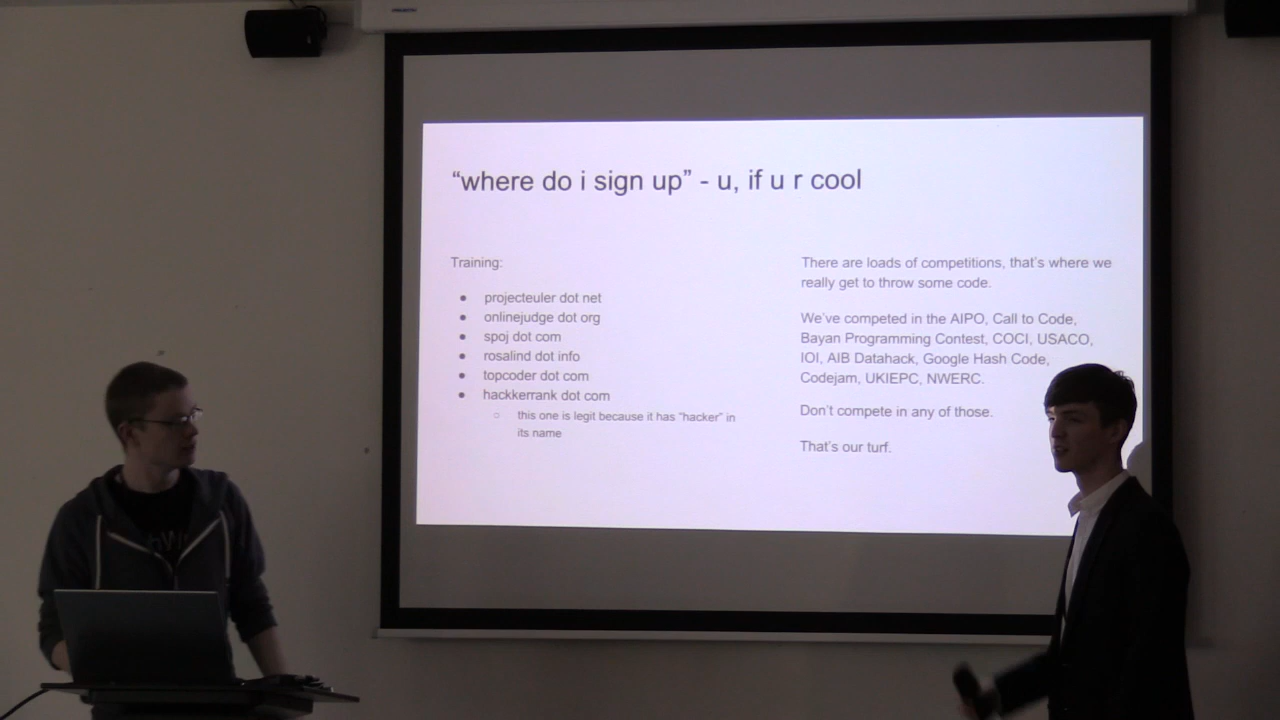 “where do i sign up” - u, if u r cool
Training:
● projecteuler dot net
● onlinejudge dot org
● spoj dot com
● rosalind dot info
● topcoder dot com
● hackkerrank dot com
○ this one is legit because it has “hacker” in
its name
There are loads of competitions, that’s where we
really get to throw some code.
We’ve competed in the AIPO, Call to Code,
Bayan Programming Contest, COCI, USACO,
IOI, AIB Datahack, Google Hash Code,
Codejam, UKIEPC, NWERC.
Don’t compete in any of those.
That’s our turf.